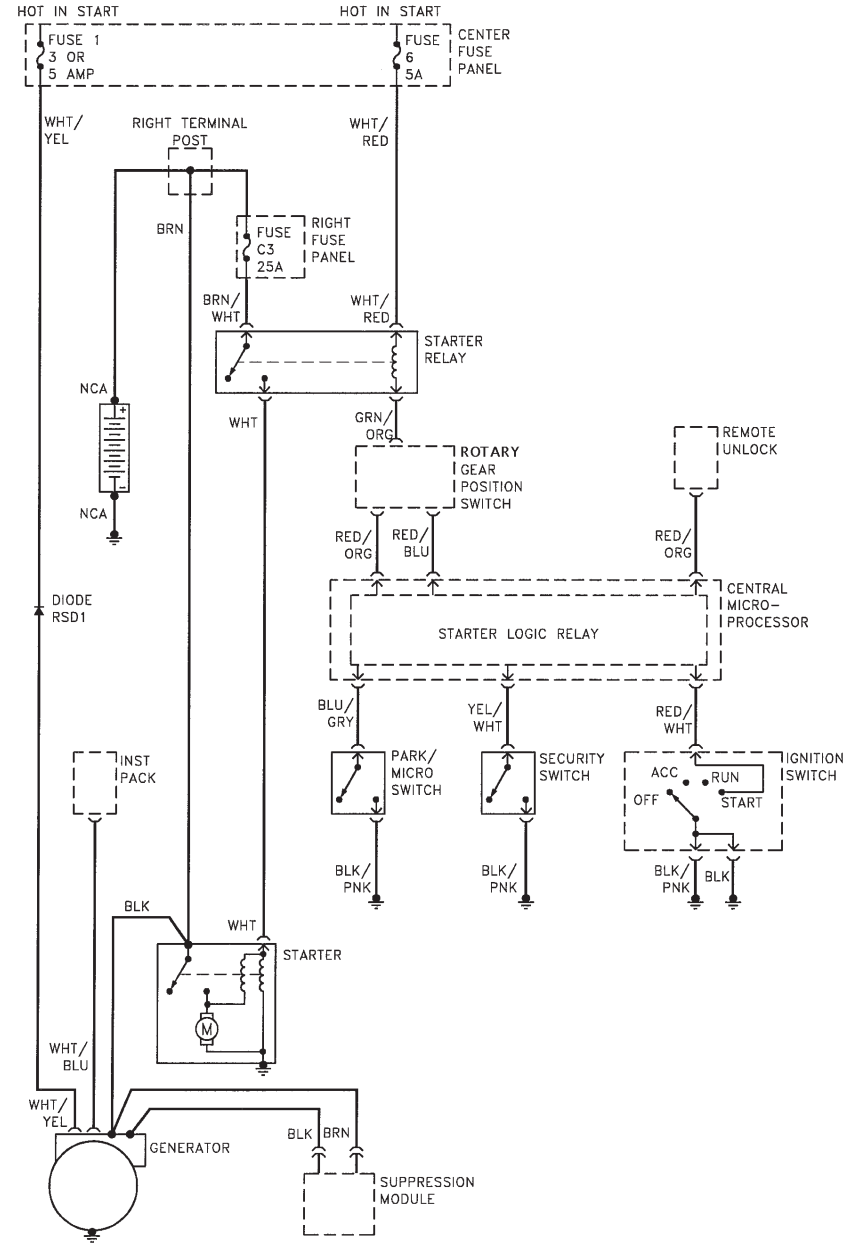 HOT IN START
HOT IN START
FUSE 1
3 OR
5 AMP
FUSE
6
5A
CENTER
FUSE
PANEL
WHT/
YEL
RIGHT TERMINAL
POST
WHT/
RED
BRN
FUSE
C3
25A
RIGHT
FUSE
PANEL
BRN/
WHT
WHT/
RED
STARTER
RELAY
NCA
+
-
NCA
WHT
GRN/
ORG
ROTARY
GEAR
POSITION
SWITCH
REMOTE
UNLOCK
RED/
ORG
RED/
BLU
RED/
ORG
DIODE
RSD1
CENTRAL
MICRO-
PROCESSOR
STARTER LOGIC RELAY
BLU/
GRY
YEL/
WHT
RED/
WHT
INST
PACK
PARK/
MICRO
SWITCH
SECURITY
SWITCH
IGNITION
SWITCH
ACC
RUN
OFF
START
BLK/
PNK
BLK/
PNK
BLK/
PNK
BLK
BLK
WHT
STARTER
M
WHT/
BLU
WHT/
YEL
GENERATOR
BLK
BRN
SUPPRESSION
MODULE